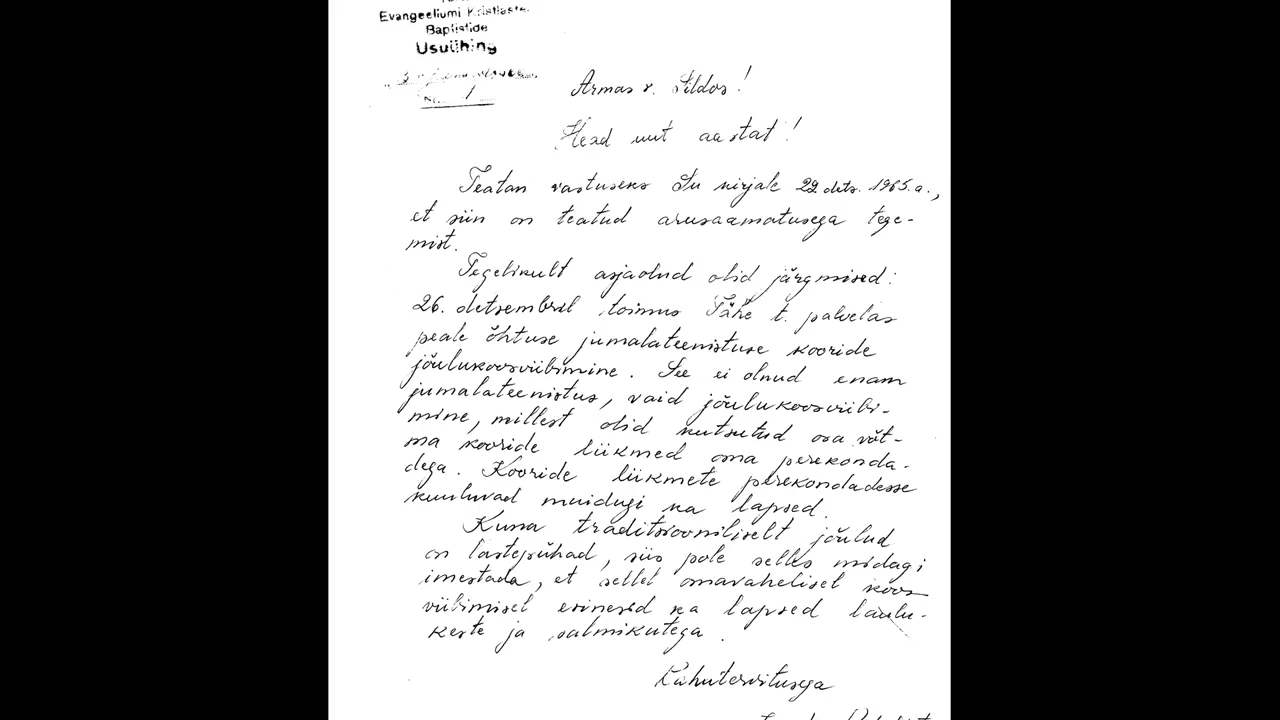 Evangeeliumi Kristlaste
Baptistide
Usuühing
Nr. 1
Armas v. Sildos!
Head uut aastat!
Teatan vastuseks Su kirjale 29 dets. 1965.a.,
et siin on teatud arusaamatusega tege-
mist.
Tegelikult asjaolud olid järgmised:
26. detsembril toimus Tähe t. palvelas
peale õhtuse jumalateenistuse kooride
jõulukoosviibimine. See ei olnud enam
jumalateenistus, vaid jõulukoosviibi-
mine, millest olid kutsutud osa võt-
ma kooride liikmed oma perekonda-
dega. Kooride liikmete perekondadesse
kuuluvad muidugi ka lapsed.
Kuna traditsiooniliselt jõulud
on lastepühad, siis pole selles midagi
imestada, et sellel omavahelisel koos
viibimisel esinesid ka lapsed laulu-
keste ja salmikutega.
Rahutervitusega